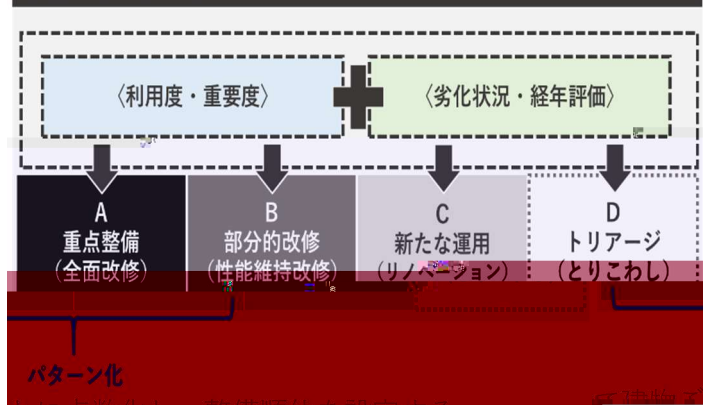 〈利用度・重要度〉
〈劣化状況・経年評価〉
A
重点整備
(全面改修)
B
部分的改修
(性能維持改修)
C
新たな運用
(リノベーション)
D
トリアージ
(とりこわし)
パターン化